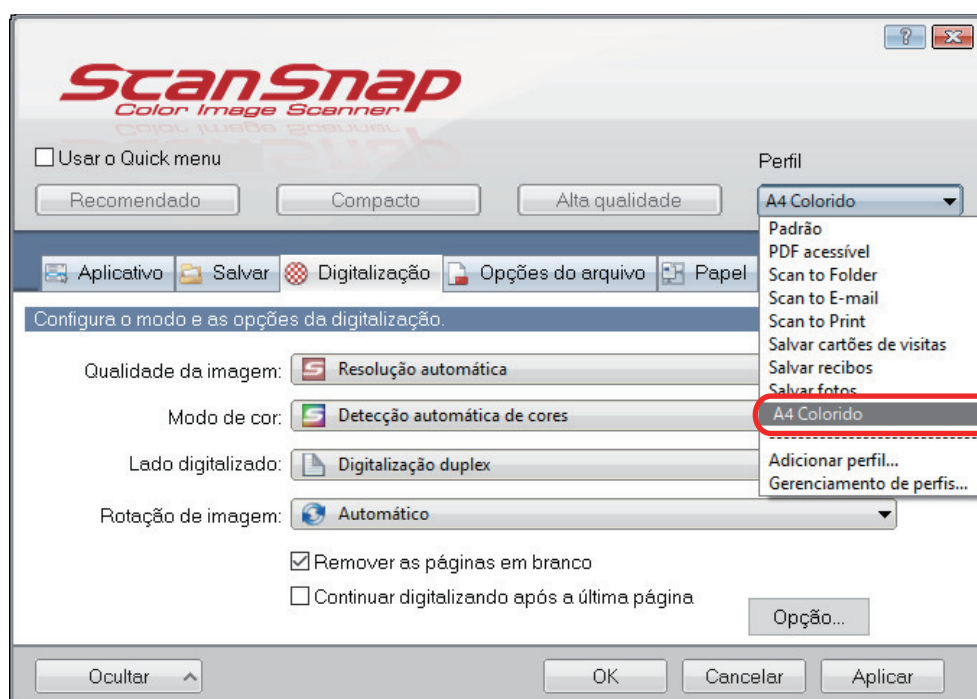 ScanSnap
Color Image Scanner
Usar o Quick menu
Perfil
Recomendado
Compacto
Alta qualidade
A4 Colorido
Padrão
PDF acessível
Scan to Folder
Scan to E-mail
Scan to Print
Salvar cartões de visitas
Salvar recibos
Salvar fotos
A4 Colorido
Adicionar perfil...
Gerenciamento de perfis...
Aplicativo
Salvar
Digitalização
Opções do arquivo
Papel
Configura o modo e as opções da digitalização.
Qualidade da imagem: Resolução automática
Modo de cor: Detecção automática de cores
Lado digitalizado: Digitalização duplex
Rotação de imagem: Automático
Remover as páginas em branco
Continuar digitalizando após a última página
Opção...
Ocultar
OK
Cancelar
Aplicar